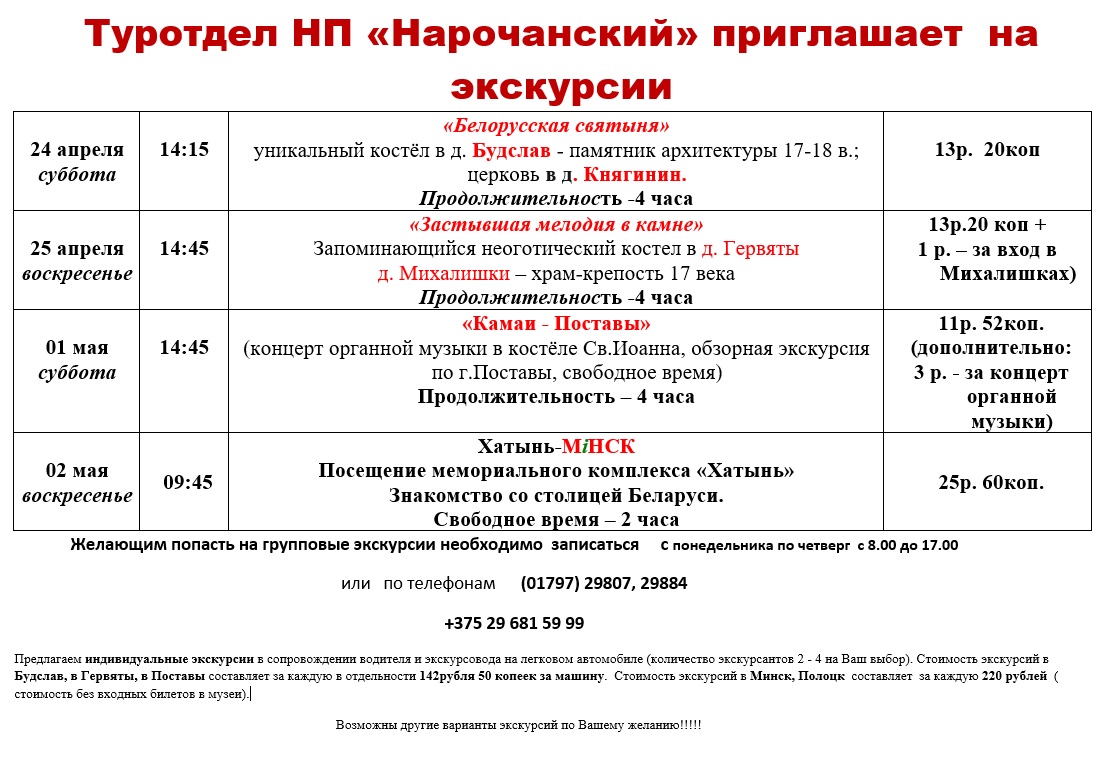 Туротдел НП «Нарочанский» приглашает на
экскурсии
24 апреля
суббота
14:15
«Белорусская святыня»
уникальный костёл в д. Будслав - памятник архитектуры 17-18 в.;
церковь в д. Княгинин.
Продолжительность -4 часа
13р. 20коп
25 апреля
воскресенье
14:45
«Застывшая мелодия в камне»
Запоминающийся неоготический костел в д. Гервяты
д. Михалишки – храм-крепость 17 века
Продолжительность -4 часа
13р.20 коп +
1 р. – за вход в
Михалишках)
01 мая
суббота
14:45
«Камаи - Поставы»
(концерт органной музыки в костёле Св.Иоанна, обзорная экскурсия
по г.Поставы, свободное время)
Продолжительность – 4 часа
11р. 52коп.
(дополнительно:
3 р. - за концерт
органной
музыки)
02 мая
воскресенье
09:45
Хатынь-МiНСК
Посещение мемориального комплекса «Хатынь»
Знакомство со столицей Беларуси.
Свободное время – 2 часа
25р. 60коп.
Желающим попасть на групповые экскурсии необходимо записаться с понедельника по четверг с 8.00 до 17.00
или по телефонам (01797) 29807, 29884
+375 29 681 59 99
Предлагаем индивидуальные экскурсии в сопровождении водителя и экскурсовода на легковом автомобиле (количество экскурсантов 2 - 4 на Ваш выбор). Стоимость экскурсий в
Будслав, в Гервяты, в Поставы составляет за каждую в отдельности 142рубля 50 копеек за машину. Стоимость экскурсий в Минск, Полоцк составляет за каждую 220 рублей (
стоимость без входных билетов в музеи).
Возможны другие варианты экскурсий по Вашему желанию!!!!!